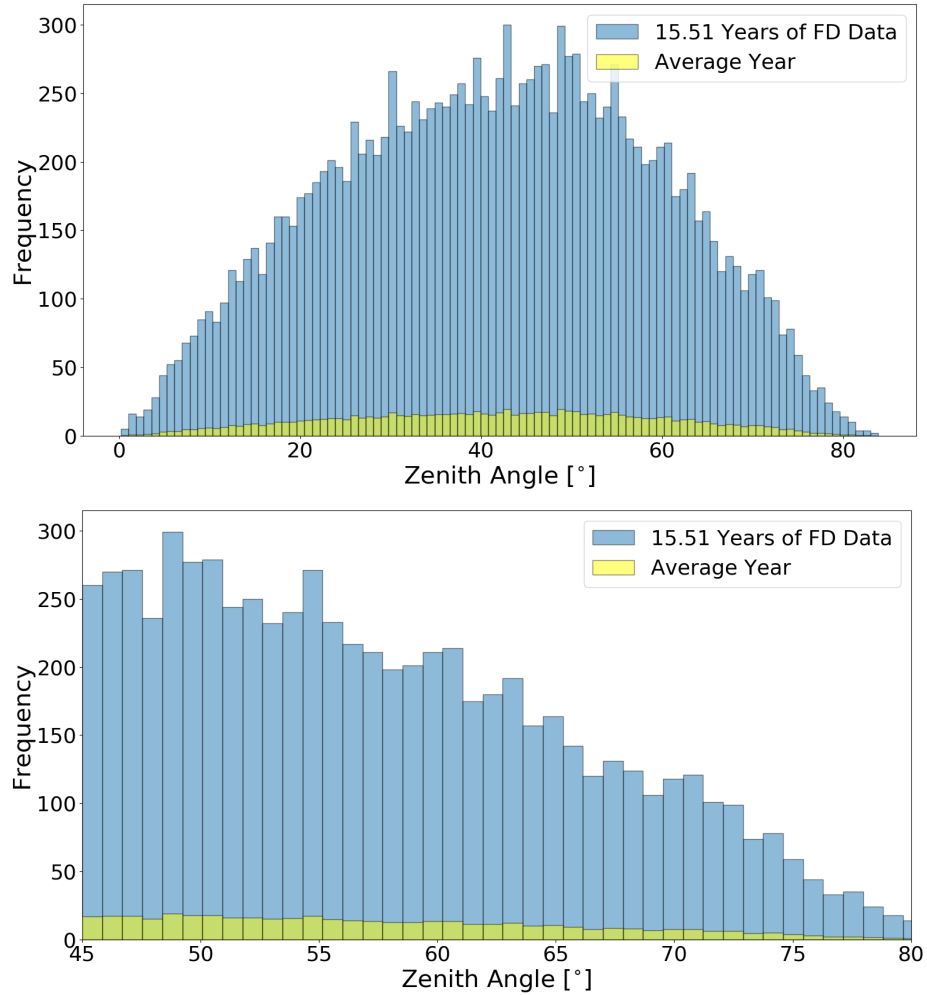 300
250
200
150
100
50
0
Frequency
15.51 Years of FD Data
Average Year
0 20 40 60 80
Zenith Angle [°]
300
250
200
150
100
50
0
Frequency
15.51 Years of FD Data
Average Year
45 50 55 60 65 70 75 80
Zenith Angle [°]